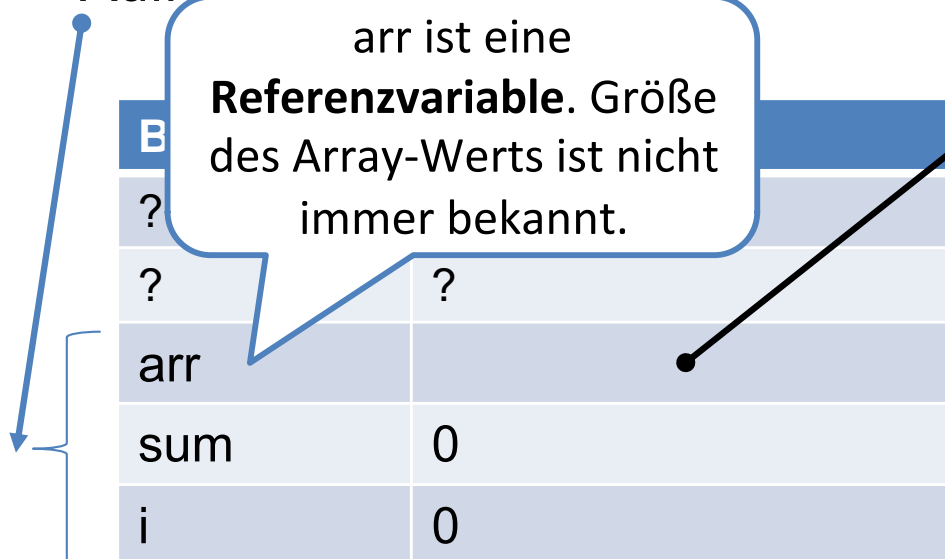 arr ist eine
Referenzvariable. Größe
des Array-Werts ist nicht
immer bekannt.
B
?
? ?
arr
sum 0
i 0